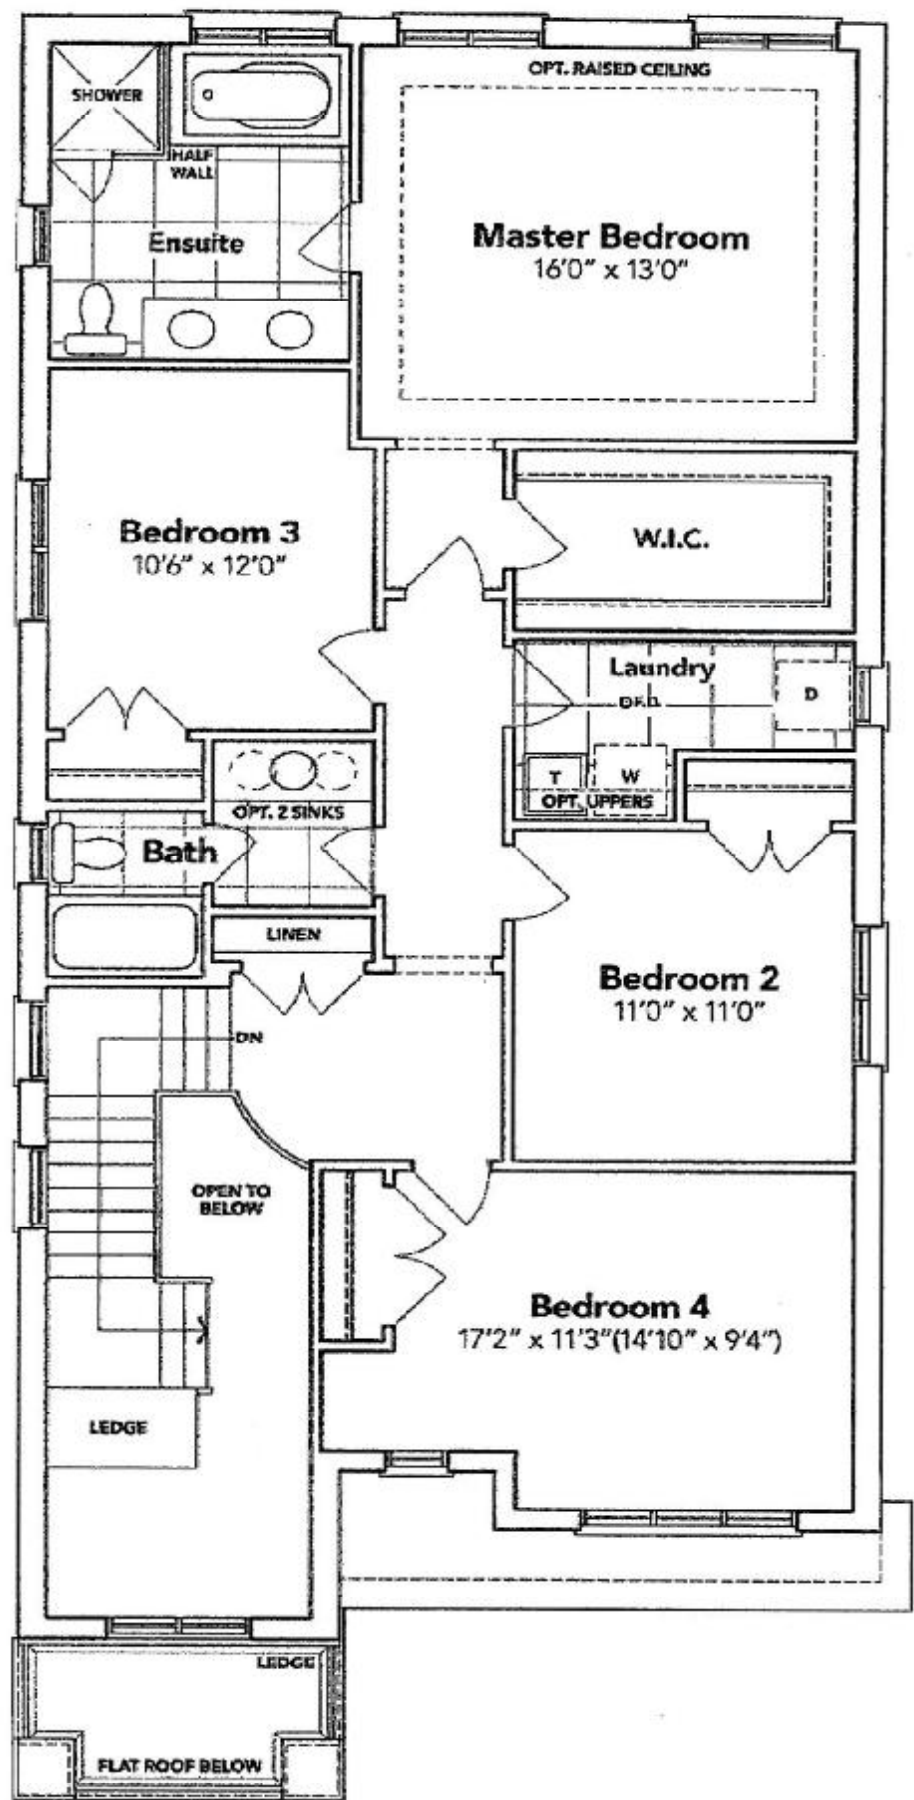 OPT. RAISED CEILING
SHOWER
HALF
WALL
Ensuite
Master Bedroom
16'0" x 13'0"
Bedroom 3
10'6" x 12'0"
W.I.C.
Laundry
D
T
W
OPT. UPPERS
OPT. 2 SINKS
Bath
LINEN
Bedroom 2
11'0" x 11'0"
DN
OPEN TO
BELOW
Bedroom 4
17'2" x 11'3"(14'10" x 9'4")
LEDGE
LEDGE
FLAT ROOF BELOW